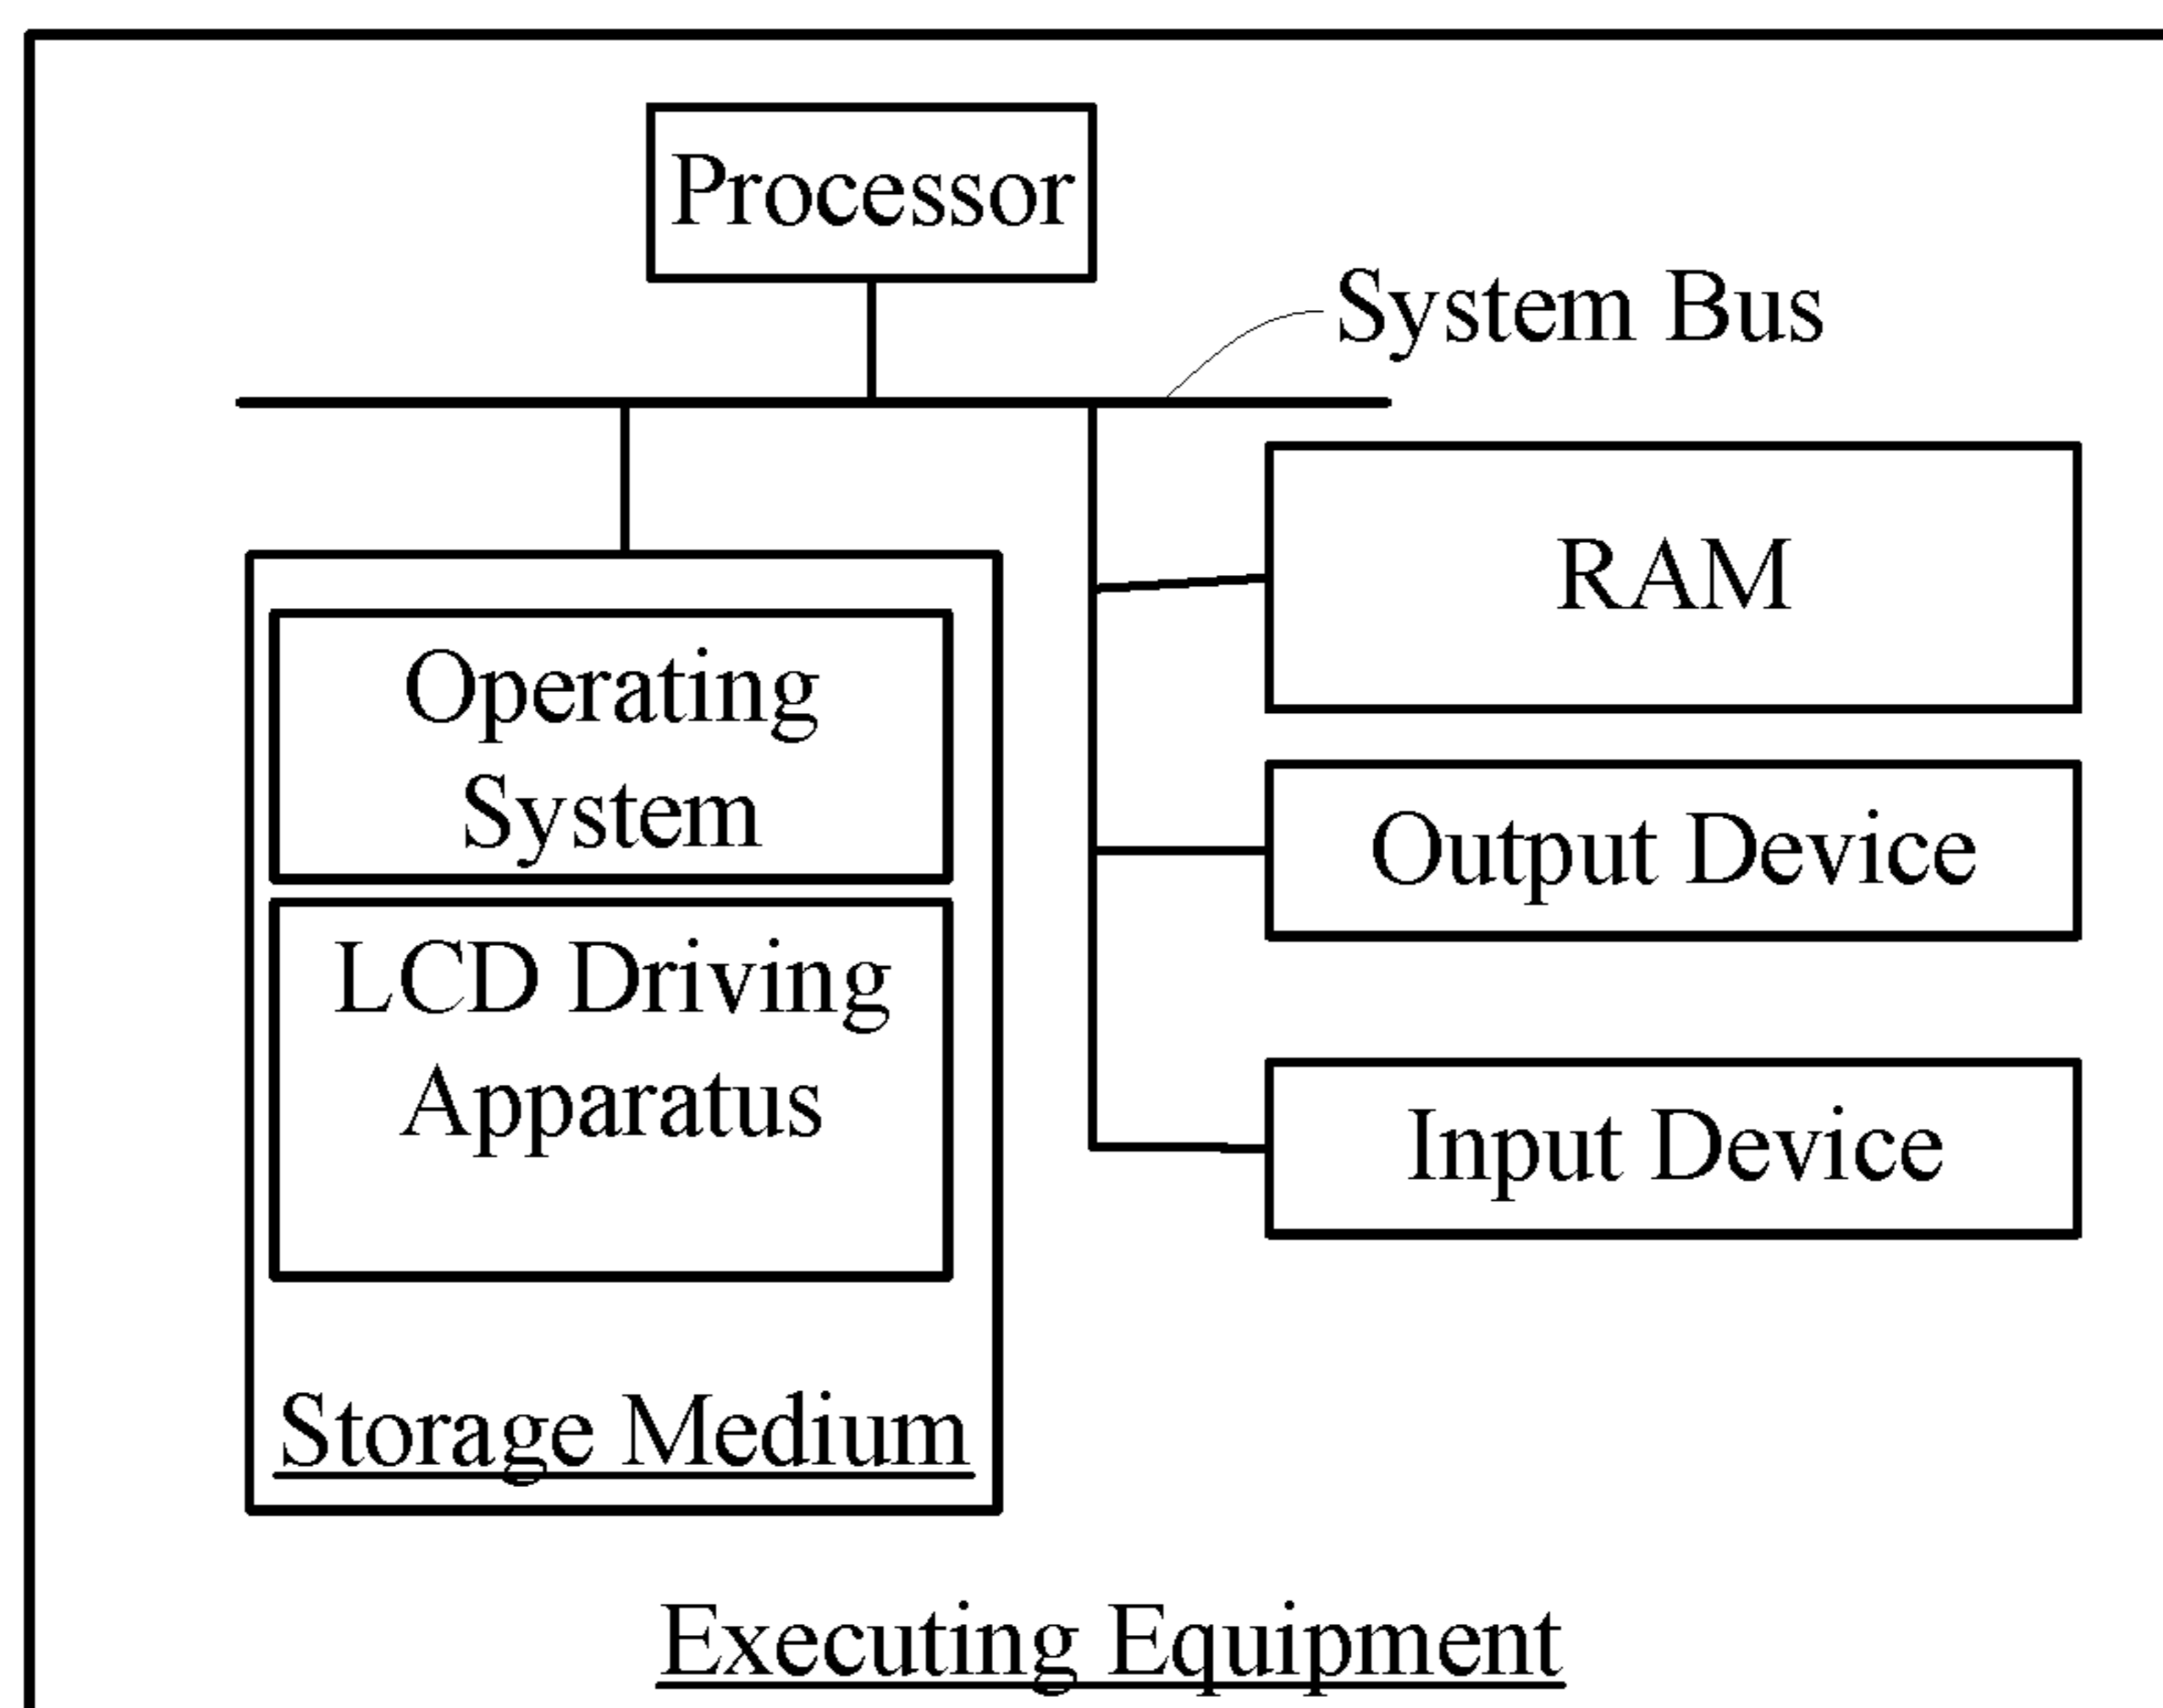 Processor
System Bus
RAM
Operating
System
Output Device
LCD Driving
Apparatus
Input Device
Storage Medium
Executing Equipment